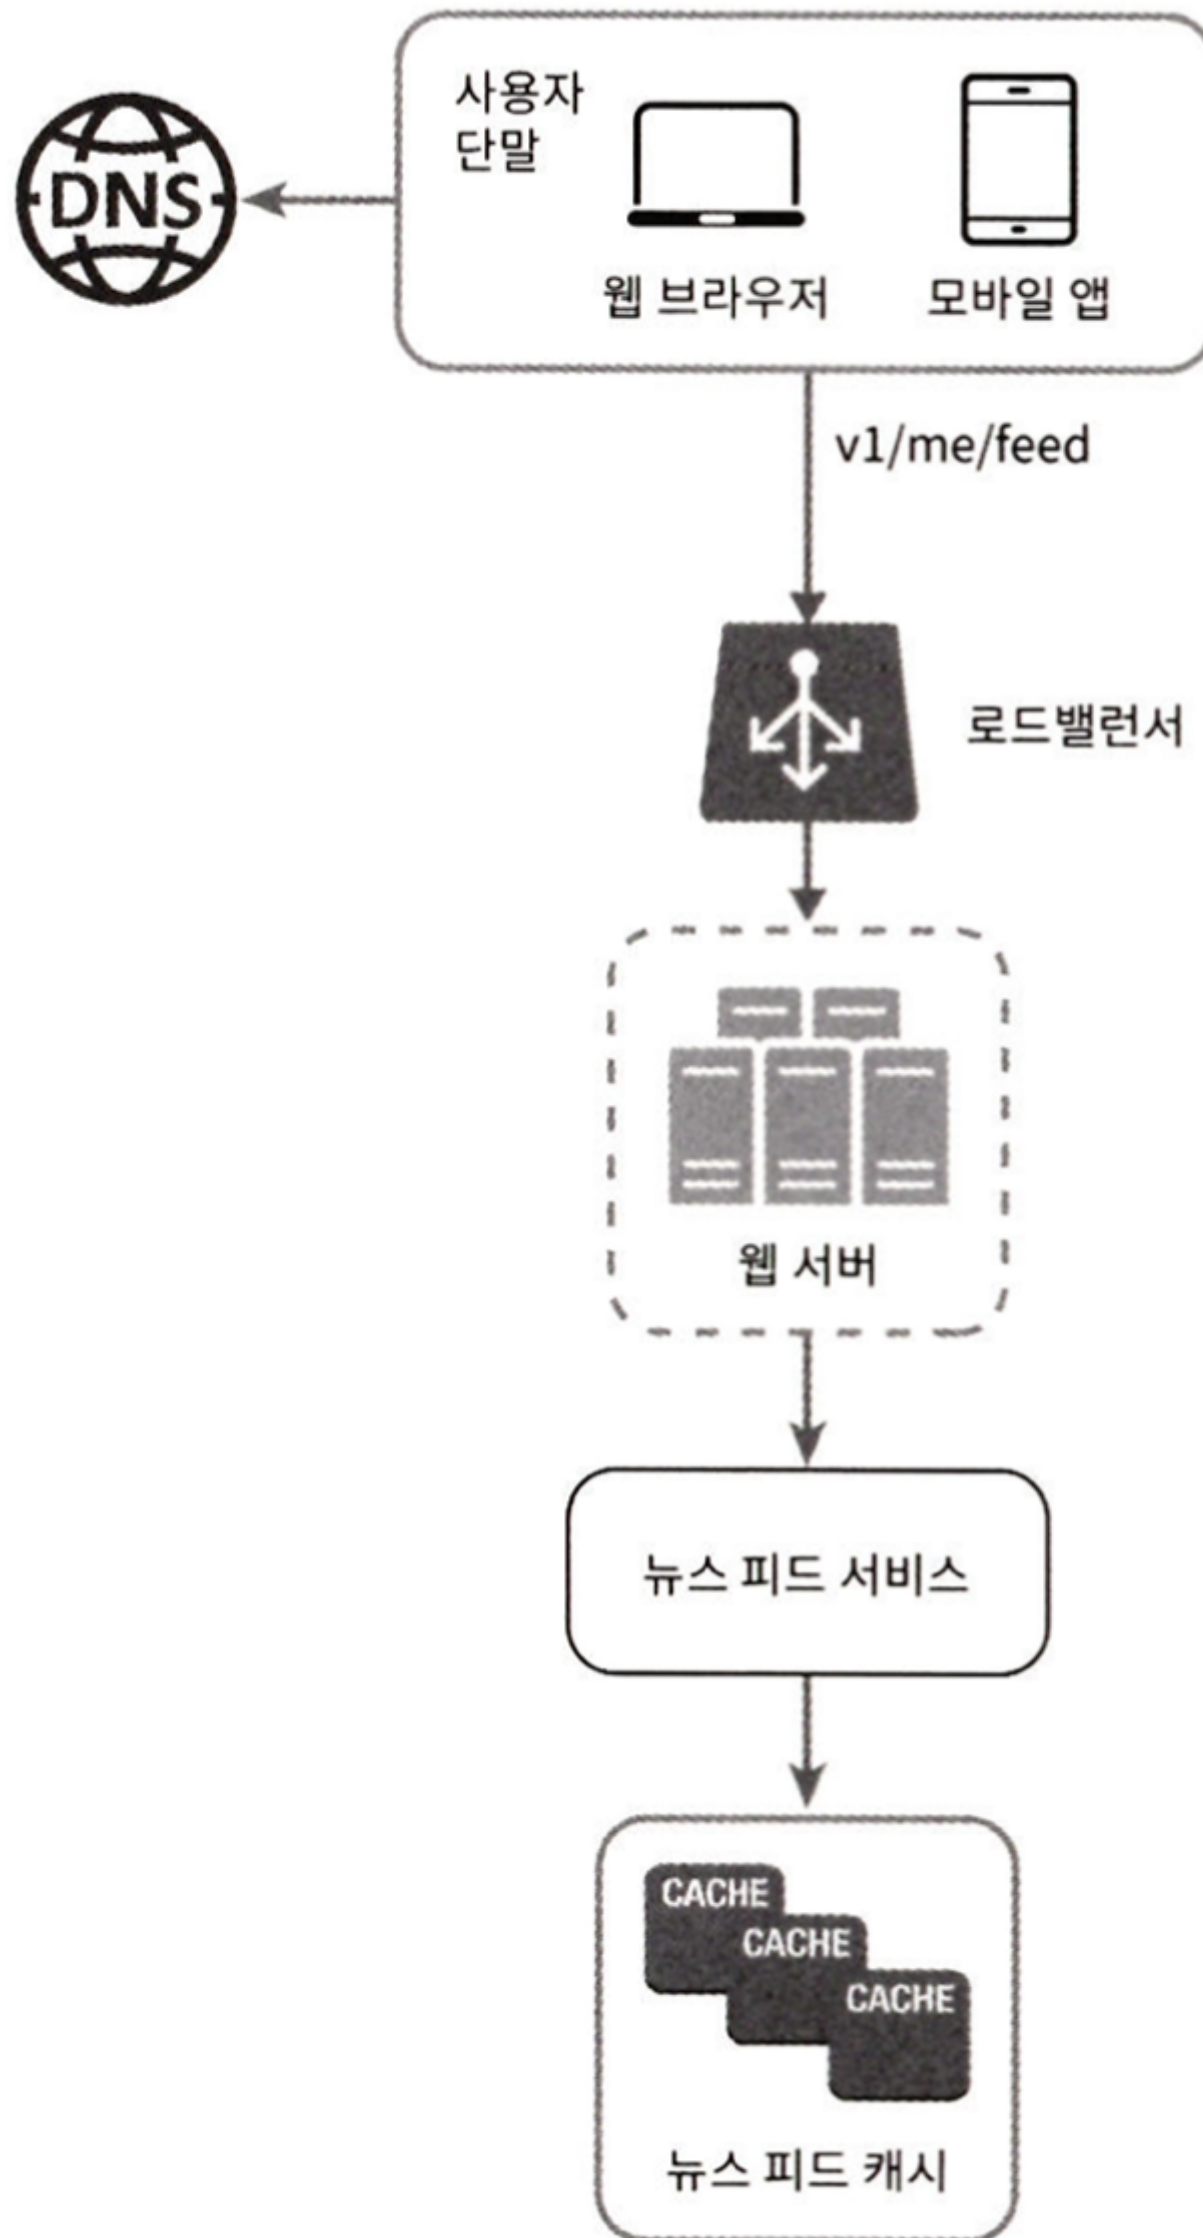 사용자
단말
DNS
웹 브라우저
모바일 앱
v1/me/feed
로드밸런서
웹 서버
뉴스 피드 서비스
CACHE
CACHE
CACHE
뉴스 피드 캐시